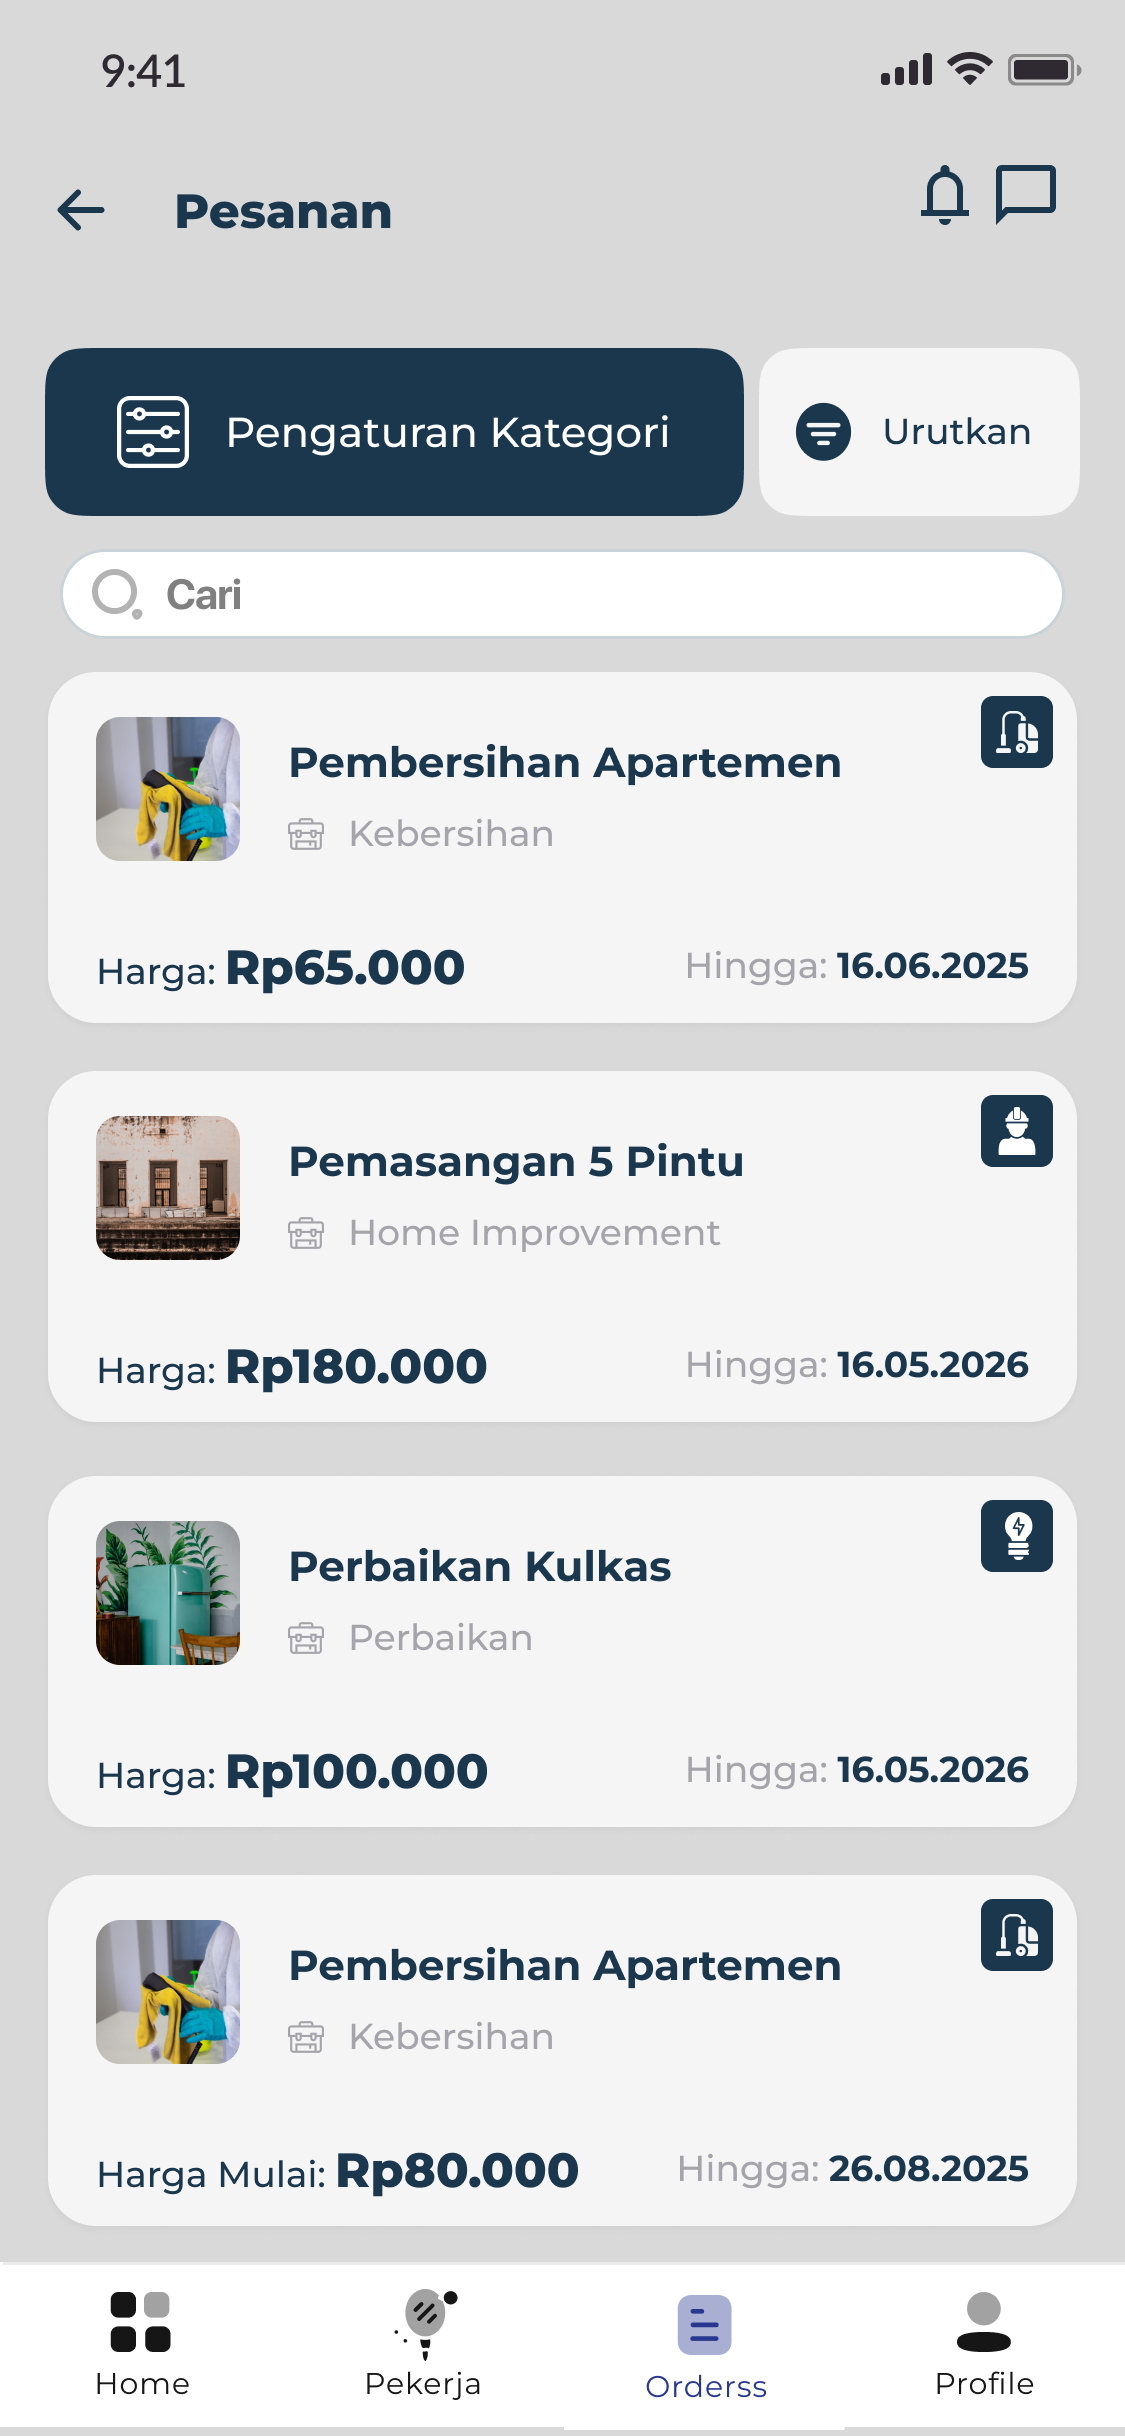 9:41
Pesanan
Pengaturan Kategori
Urutkan
Cari
Pembersihan Apartemen
Kebersihan
Harga: Rp65.000
Hingga: 16.06.2025
Pemasangan 5 Pintu
Home Improvement
Harga: Rp180.000
Hingga: 16.05.2026
Perbaikan Kulkas
Perbaikan
Harga: Rp100.000
Hingga: 16.05.2026
Pembersihan Apartemen
Kebersihan
Harga Mulai: Rp80.000
Hingga: 26.08.2025
Home
Pekerja
Orderss
Profile